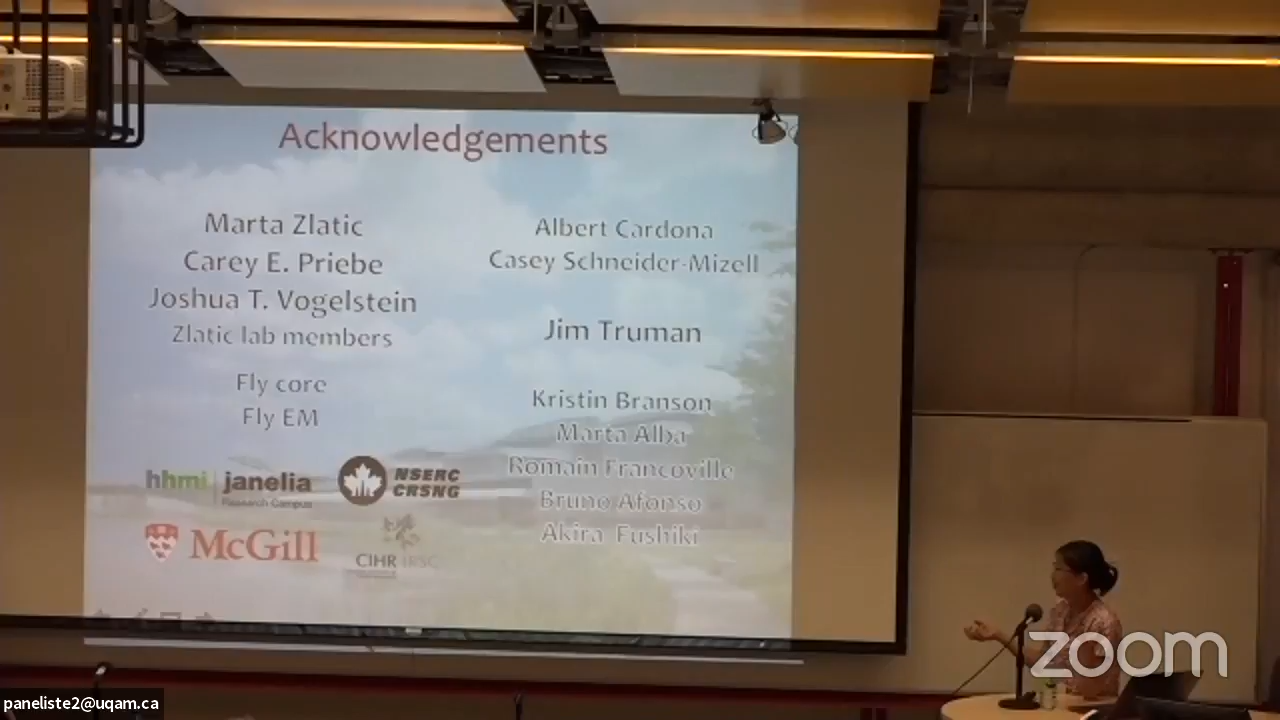 Acknowledgements
Marta Zlatic
Carey E. Priebe
Joshua T. Vogelstein
Zlatic lab members
Fly core
Fly EM
hhmi | janelia
Research Campus
NSERC
CRSNG
McGill
CIHR IRSC
Albert Cardona
Casey Schneider-Mizell
Jim Truman
Kristin Branson
Marta Alba
Romain Francoville
Bruno Afonso
Akira Fushiki
zoom
paneliste2@uqam.ca